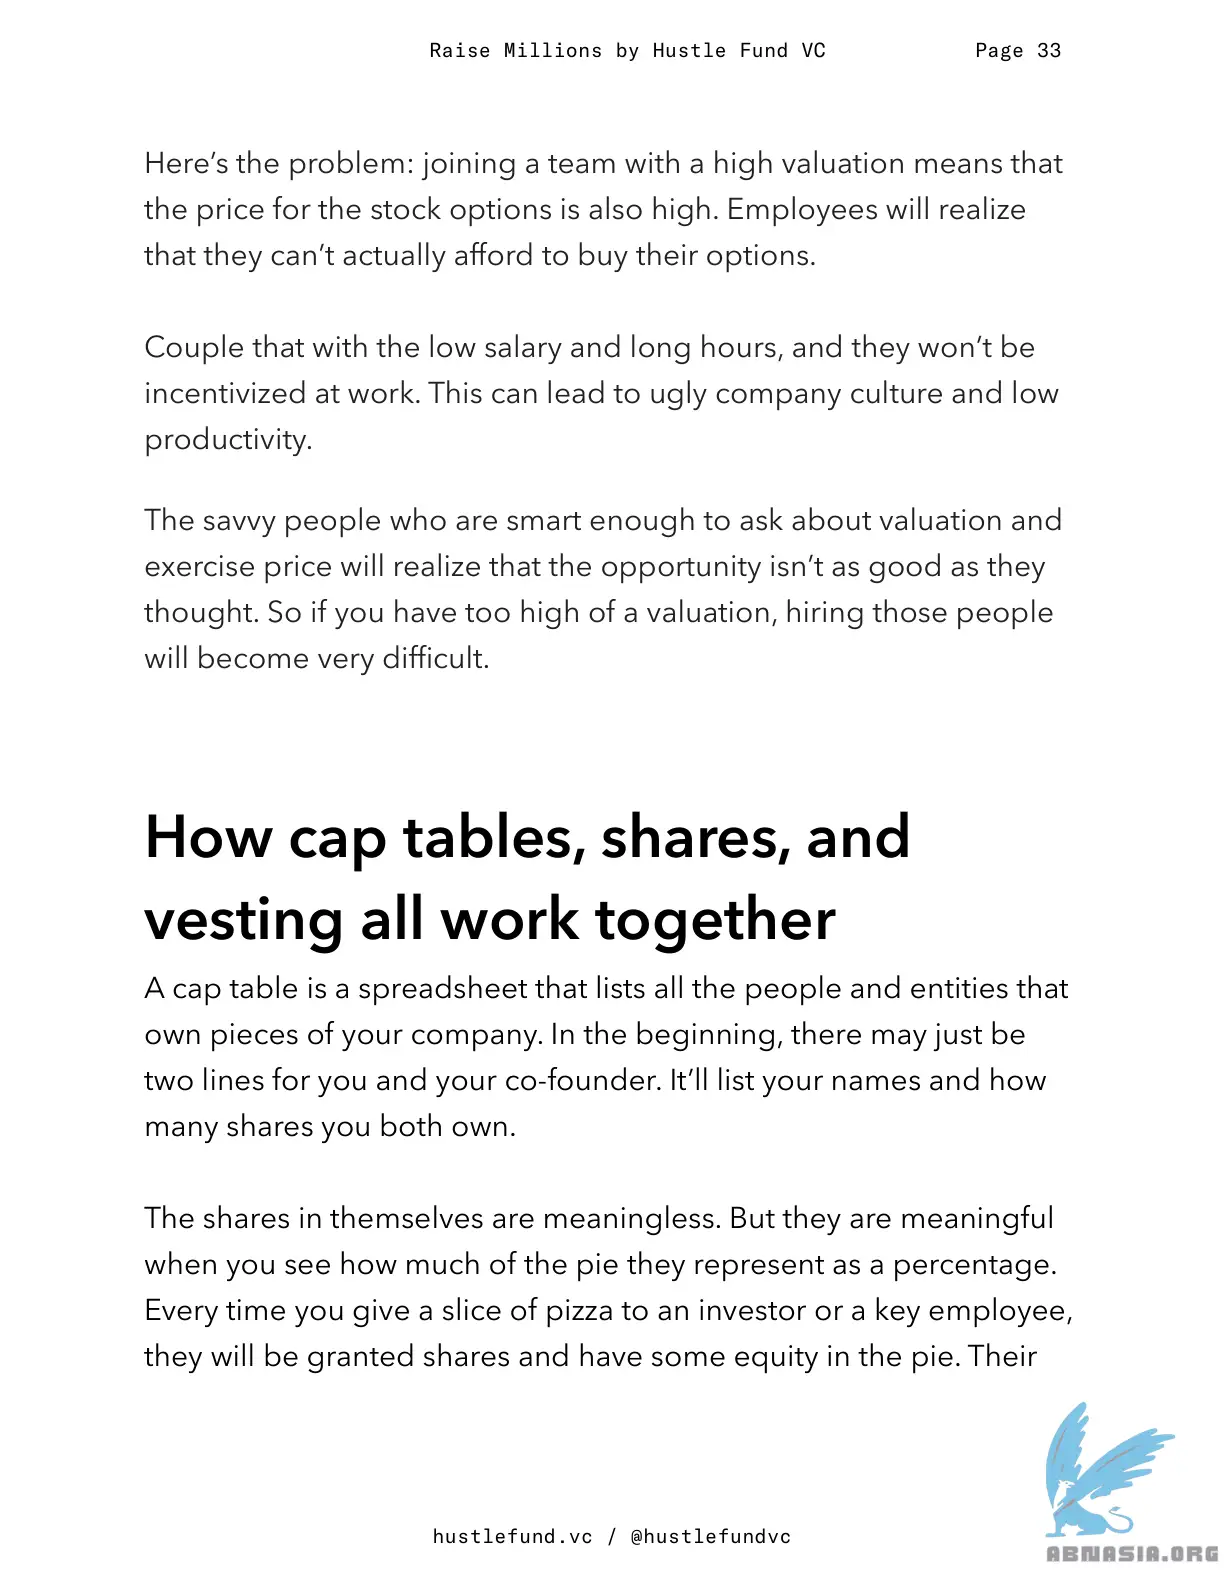 Raise Millions by Hustle Fund VC Page 33
Here’s the problem: joining a team with a high valuation means that
the price for the stock options is also high. Employees will realize
that they can’t actually afford to buy their options.
Couple that with the low salary and long hours, and they won’t be
incentivized at work. This can lead to ugly company culture and low
productivity.
The savvy people who are smart enough to ask about valuation and
exercise price will realize that the opportunity isn’t as good as they
thought. So if you have too high of a valuation, hiring those people
will become very difficult.
How cap tables, shares, and
vesting all work together
A cap table is a spreadsheet that lists all the people and entities that
own pieces of your company. In the beginning, there may just be
two lines for you and your co-founder. It’ll list your names and how
many shares you both own.
The shares in themselves are meaningless. But they are meaningful
when you see how much of the pie they represent as a percentage.
Every time you give a slice of pizza to an investor or a key employee,
they will be granted shares and have some equity in the pie. Their
hustlefund.vc / @hustlefundvc
ABNASIA.ORG